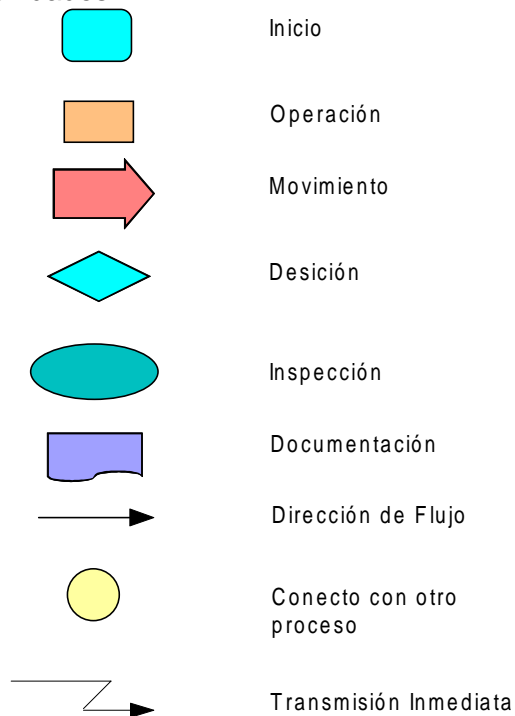 Inicio
Operación
Movimiento
Desición
Inspección
Documentación
Dirección de Flujo
Conecto con otro
proceso
Transmisión Inmediata